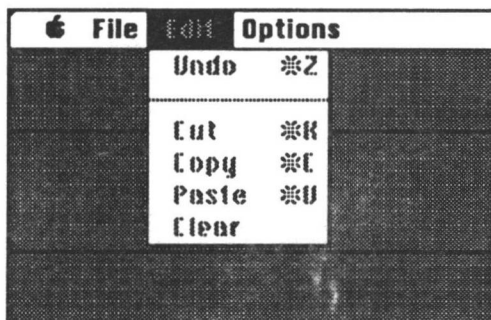 File Edit Options
Undo ⌘Z
Cut ⌘X
Copy ⌘C
Paste ⌘V
Clear